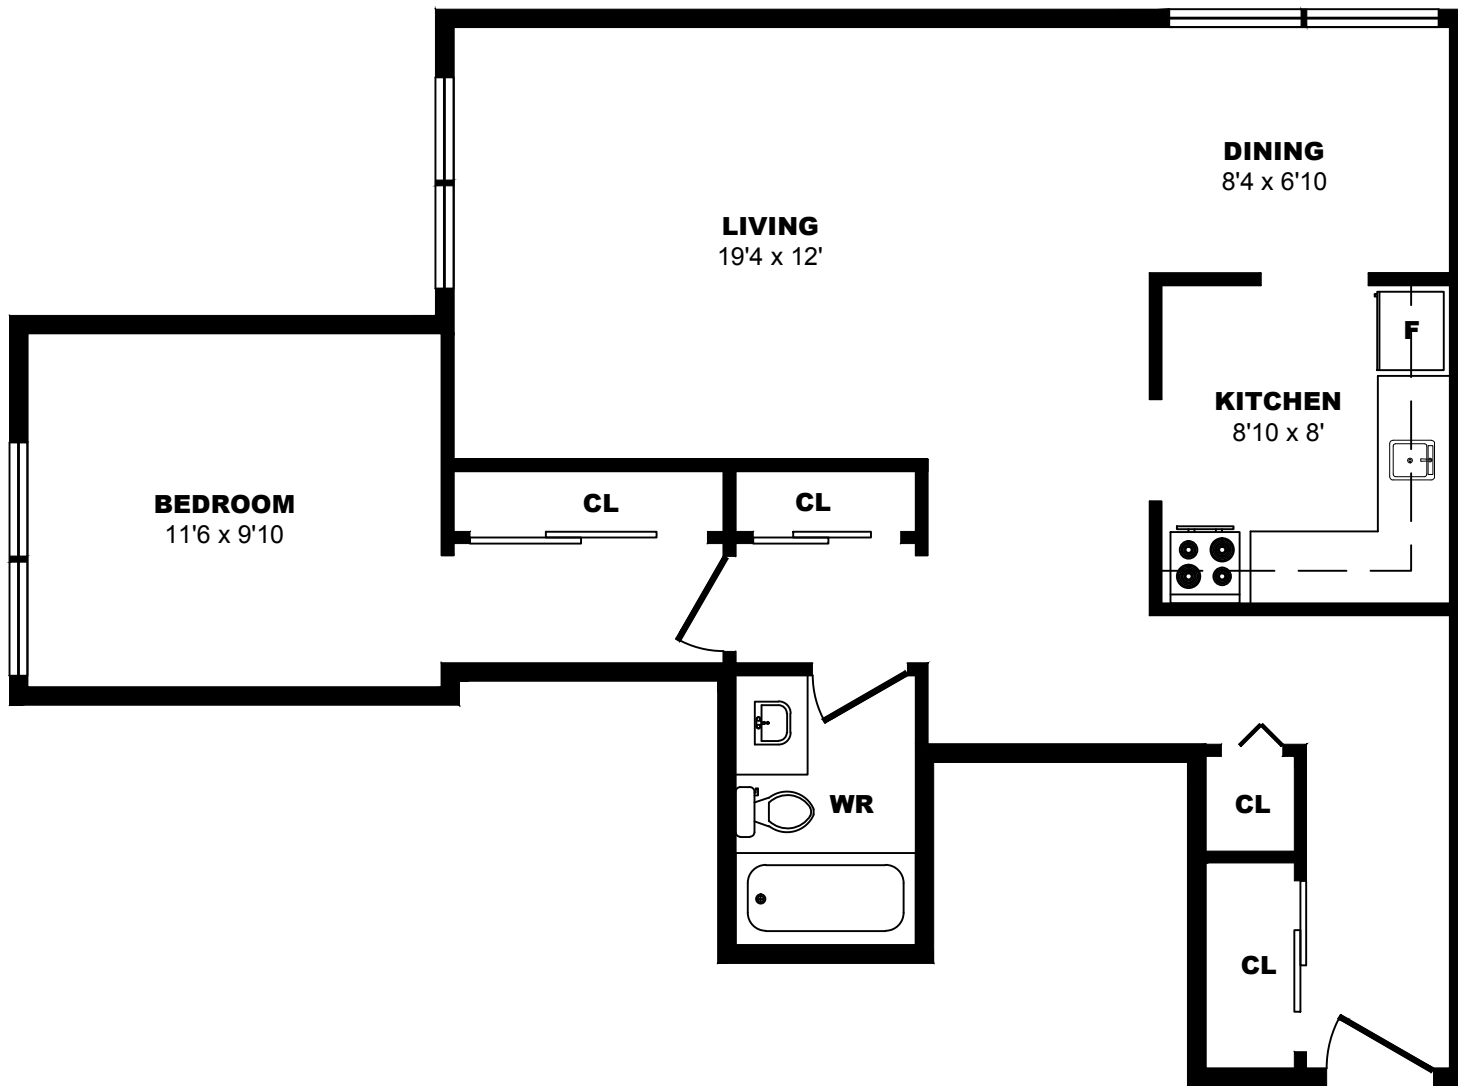 DINING
8'4 x 6'10
LIVING
19'4 x 12'
F
KITCHEN
8'10 x 8'
BEDROOM
11'6 x 9'10
CL
CL
WR
CL
CL